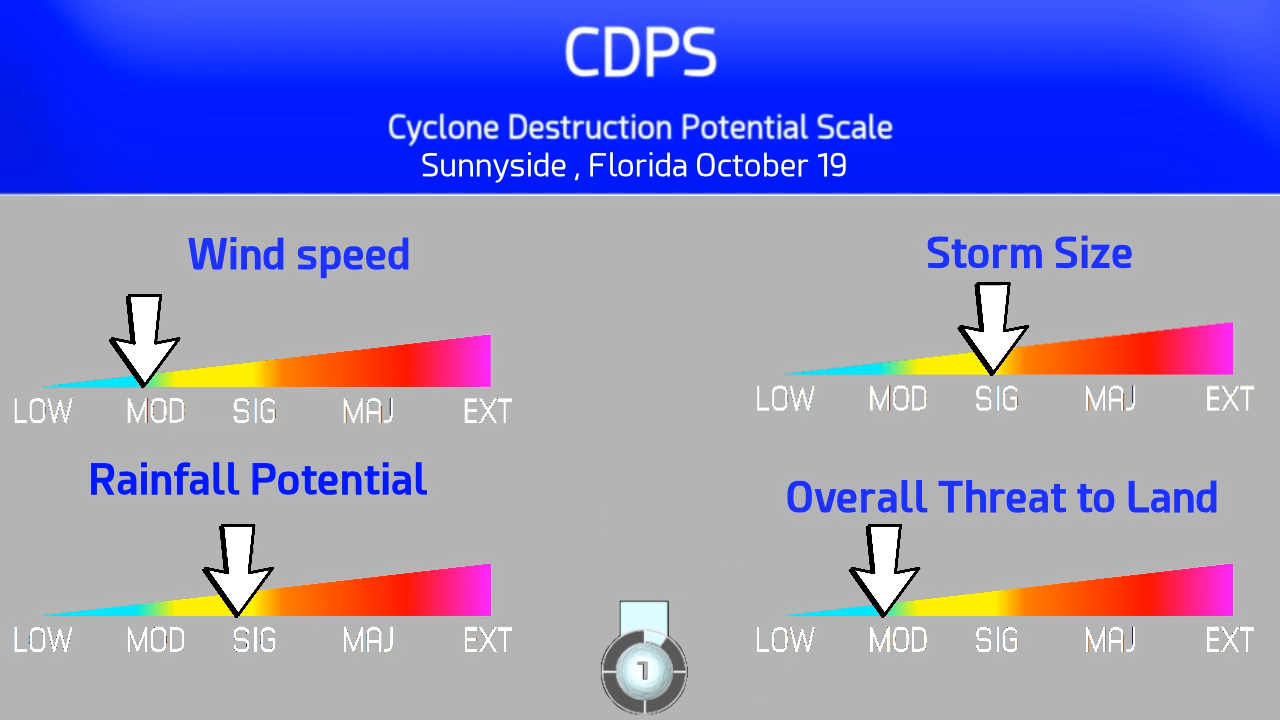 CDPS
Cyclone Destruction Potential Scale
Sunnyside , Florida October 19
Wind speed
LOW MOD SIG MAJ EXT
Storm Size
LOW MOD SIG MAJ EXT
Rainfall Potential
LOW MOD SIG MAJ EXT
Overall Threat to Land
LOW MOD SIG MAJ EXT
1